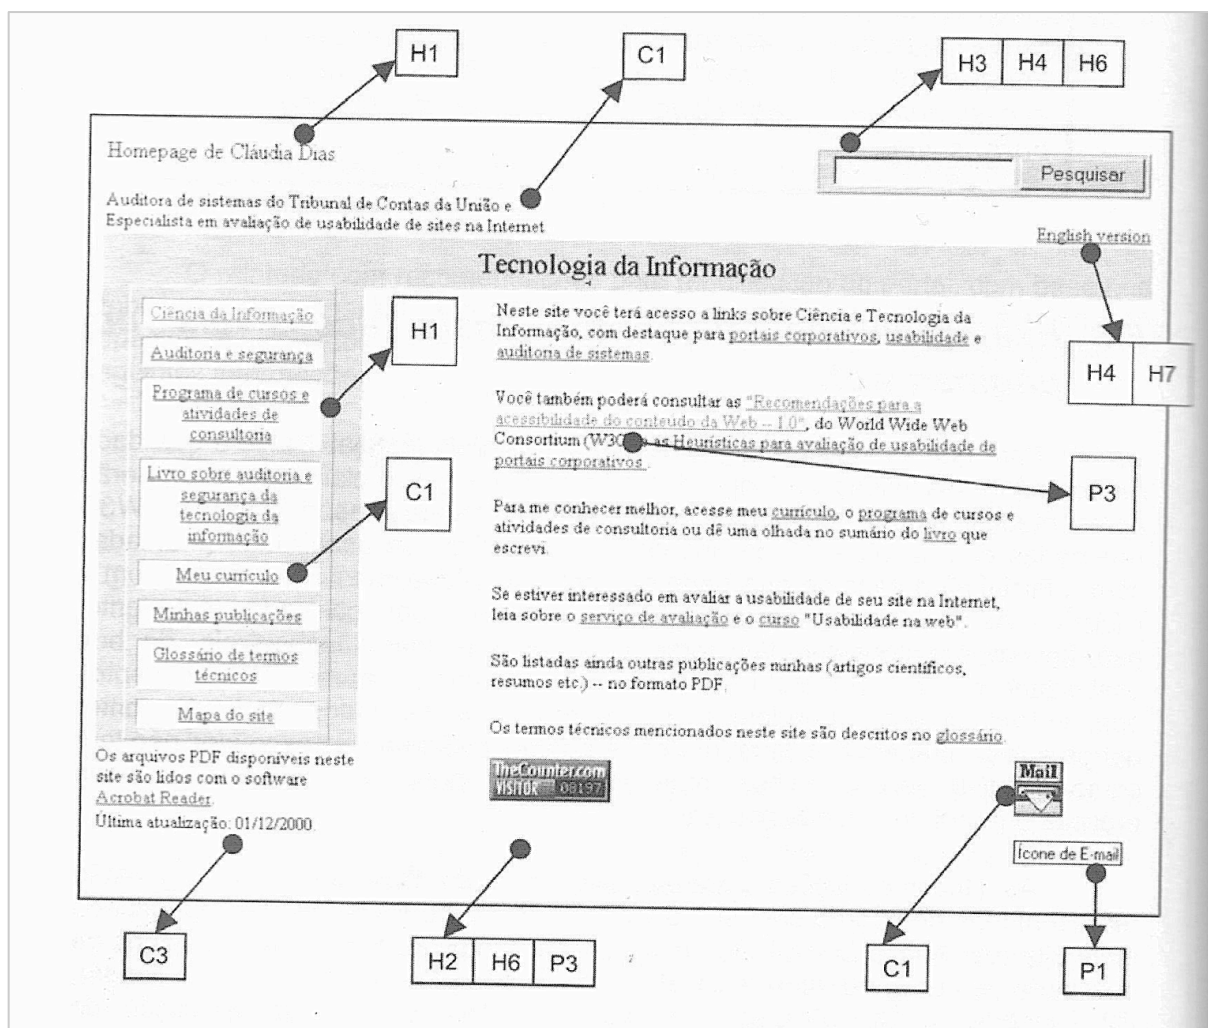 H1
C1
H3 H4 H6
Homepage de Cláudia Dias
Pesquisar
Auditora de sistemas do Tribunal de Contas da União e
Especialista em avaliação de usabilidade de sites na Internet
English version
Tecnologia da Informação
Ciência da Informação
Auditoria e segurança
Programa de cursos e
atividades de
consultoria
Livro sobre auditoria e
segurança da
tecnologia da
informação
Meu currículo
Minhas publicações
Glossário de termos
técnicos
Mapa do site
Os arquivos PDF disponíveis neste
site são lidos com o software
Acrobat Reader.
Última atualização: 01/12/2000.
H1
C1
Neste site você terá acesso a links sobre Ciência e Tecnologia da
Informação, com destaque para portais corporativos, usabilidade e
auditoria de sistemas.
Você também poderá consultar as "Recomendações para a
acessibilidade do conteúdo da Web -- 1.0", do World Wide Web
Consortium (W3C) e as Heurísticas para avaliação de usabilidade de
portais corporativos .
Para me conhecer melhor, acesse meu currículo, o programa de cursos e
atividades de consultoria ou dê uma olhada no sumário do livro que
escrevi.
Se estiver interessado em avaliar a usabilidade de seu site na Internet,
leia sobre o serviço de avaliação e o curso "Usabilidade na web".
São listadas ainda outras publicações minhas (artigos científicos,
resumos etc.) -- no formato PDF.
Os termos técnicos mencionados neste site são descritos no glossário.
H4 H7
P3
TheCounter.com
VISITOR 08197
Mail
Ícone de E-mail
C3
H2 H6 P3
C1
P1